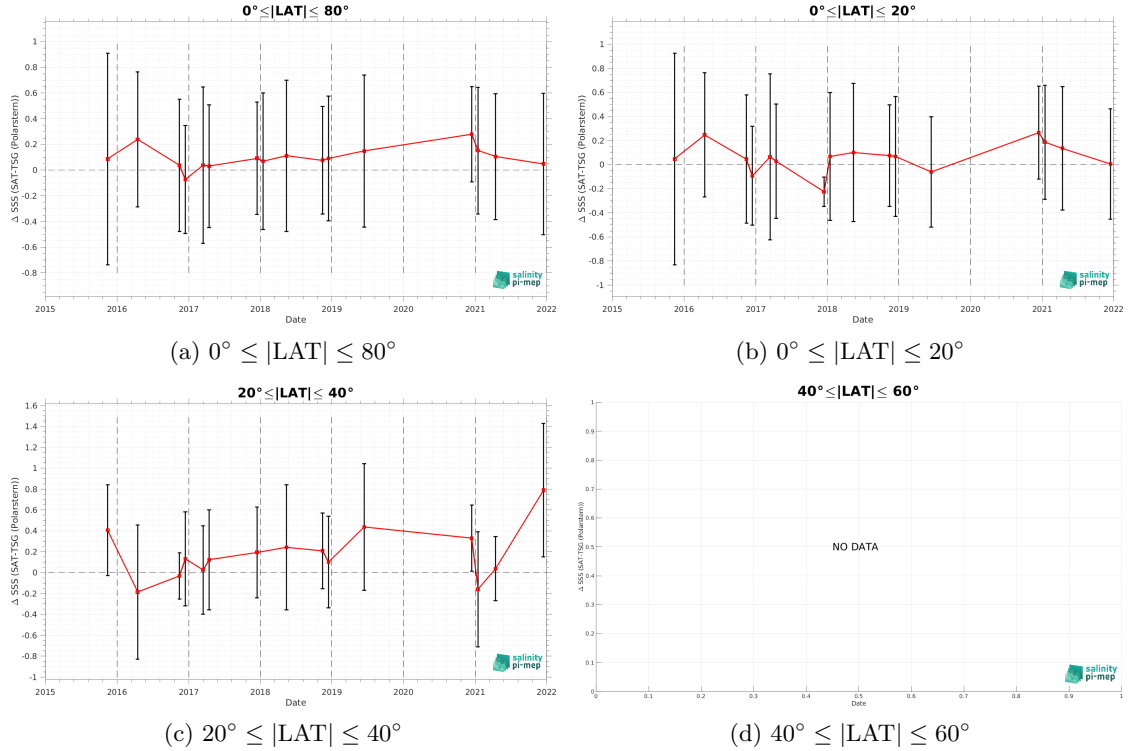 0°≤|LAT|≤ 80°
Δ SSS (SAT-TSG (Polarstern))
1
0.8
0.6
0.4
0.2
0
-0.2
-0.4
-0.6
-0.8
2015 2016 2017 2018 2019 2020 2021 2022
Date
salinity
pi-mep
(a) 0° ≤ |LAT| ≤ 80°
0°≤|LAT|≤ 20°
Δ SSS (SAT-TSG (Polarstern))
1
0.8
0.6
0.4
0.2
0
-0.2
-0.4
-0.6
-0.8
-1
2015 2016 2017 2018 2019 2020 2021 2022
Date
salinity
pi-mep
(b) 0° ≤ |LAT| ≤ 20°
20°≤|LAT|≤ 40°
Δ SSS (SAT-TSG (Polarstern))
1.6
1.4
1.2
1
0.8
0.6
0.4
0.2
0
-0.2
-0.4
-0.6
-0.8
-1
2015 2016 2017 2018 2019 2020 2021 2022
Date
salinity
pi-mep
(c) 20° ≤ |LAT| ≤ 40°
40°≤|LAT|≤ 60°
Δ SSS (SAT-TSG (Polarstern))
1
0.9
0.8
0.7
0.6
0.5
0.4
0.3
0.2
0.1
0
NO DATA
0 0.1 0.2 0.3 0.4 0.5 0.6 0.7 0.8 0.9 1
Date
salinity
pi-mep
(d) 40° ≤ |LAT| ≤ 60°